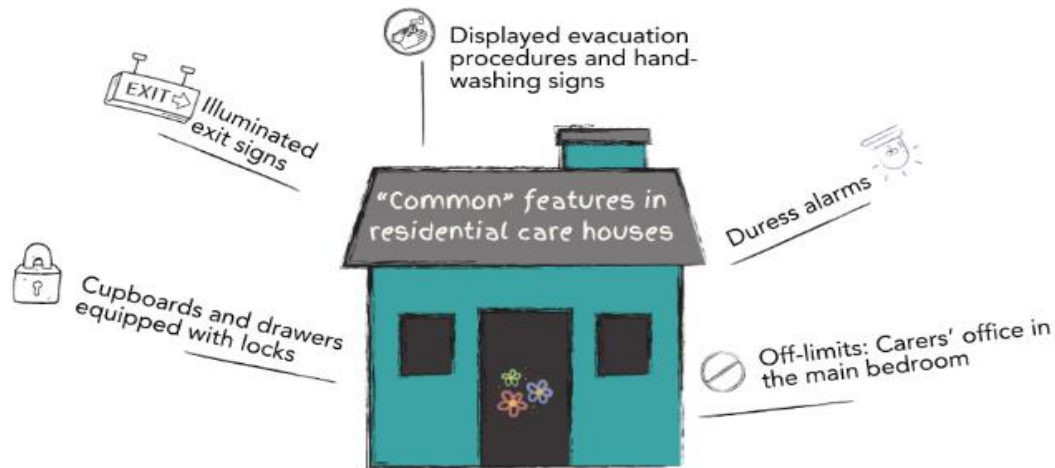 Displayed evacuation
procedures and hand-
washing signs
EXIT
Illuminated
exit signs
"Common" features in
residential care houses
Duress alarms
Cupboards and drawers
equipped with locks
Off-limits: Carers' office in
the main bedroom